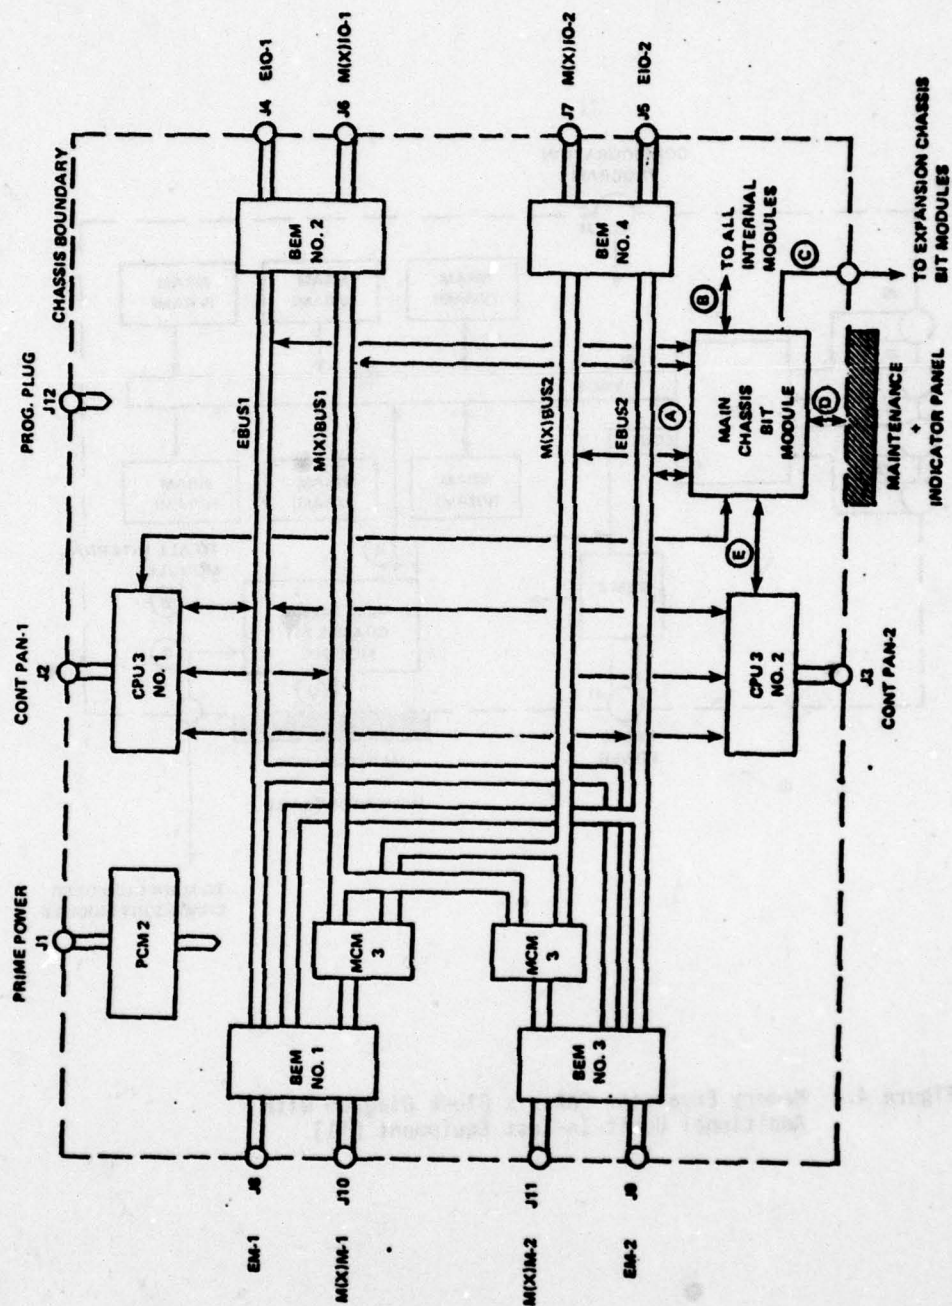 PRIME POWER
J1
PCM 2
CONT PAN-1
J2
CPU 3
NO. 1
PROG. PLUG
J12
CHASSIS BOUNDARY
EM-1
J8
M(X)M-1
J10
BEM
NO. 1
MCM
3
EBUS1
M(X)BUS1
BEM
NO. 2
J4
EIO-1
J6
M(X)IO-1
M(X)M-2
J11
EM-2
J9
BEM
NO. 3
MCM
3
M(X)BUS2
EBUS2
BEM
NO. 4
J7
M(X)IO-2
J5
EIO-2
CPU 3
NO. 2
J3
CONT PAN-2
E
A
MAIN
CHASSIS
BIT
MODULE
B
TO ALL
INTERNAL
MODULES
C
D
MAINTENANCE
+
INDICATOR PANEL
TO EXPANSION CHASSIS
BIT MODULES